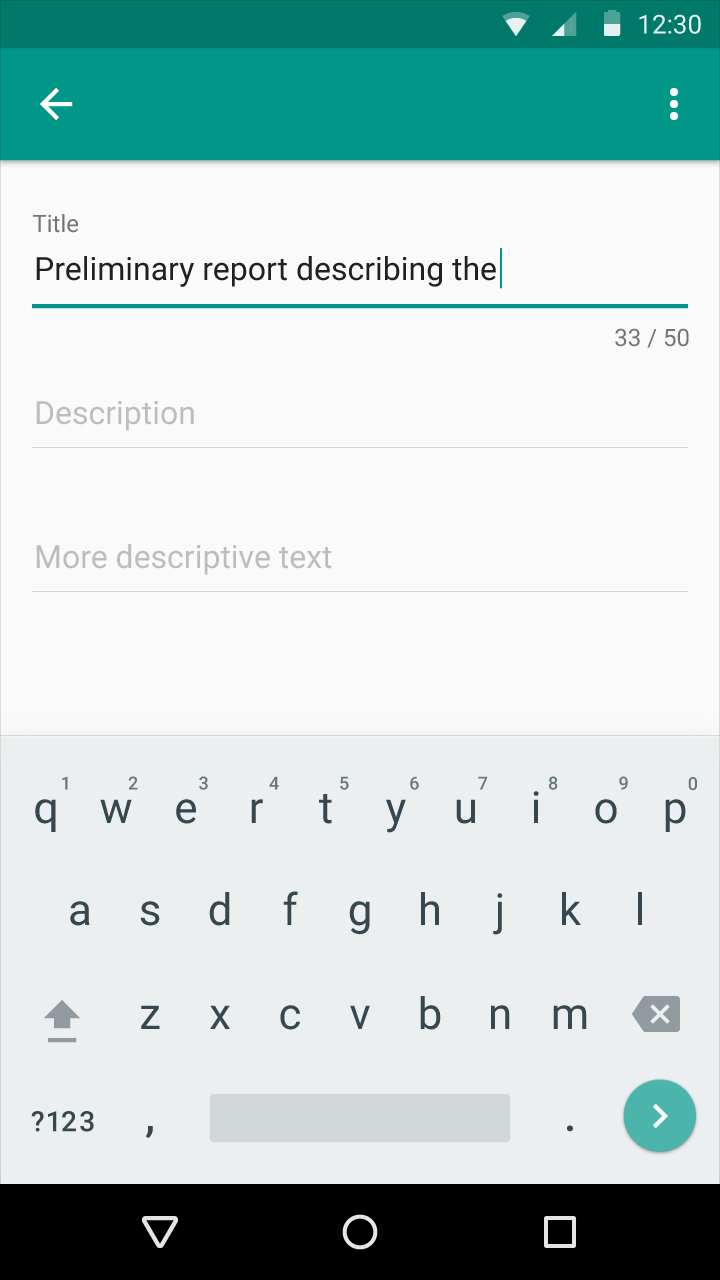 12:30
Title
Preliminary report describing the
33 / 50
Description
More descriptive text
1 2 3 4 5 6 7 8 9 0
q w e r t y u i o p
a s d f g h j k l
z x c v b n m
?123 , .